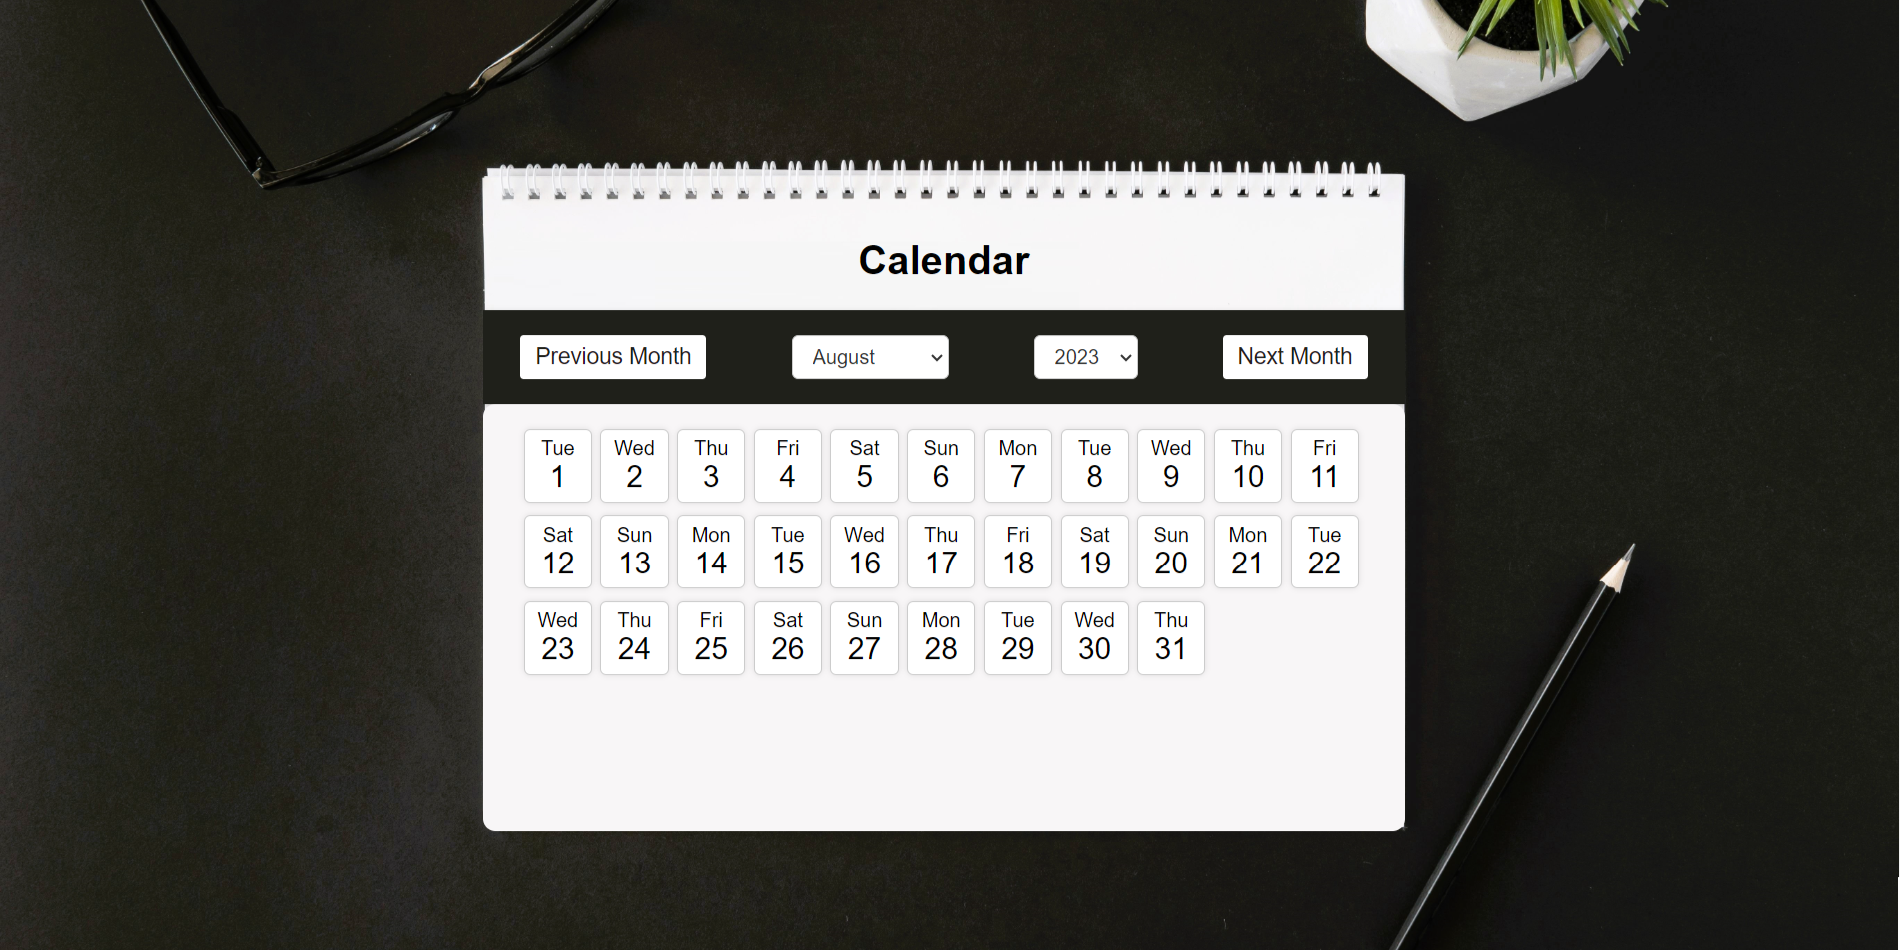 Calendar
Previous Month August 2023 Next Month
Tue Wed Thu Fri Sat Sun Mon Tue Wed Thu Fri
1 2 3 4 5 6 7 8 9 10 11
Sat Sun Mon Tue Wed Thu Fri Sat Sun Mon Tue
12 13 14 15 16 17 18 19 20 21 22
Wed Thu Fri Sat Sun Mon Tue Wed Thu
23 24 25 26 27 28 29 30 31